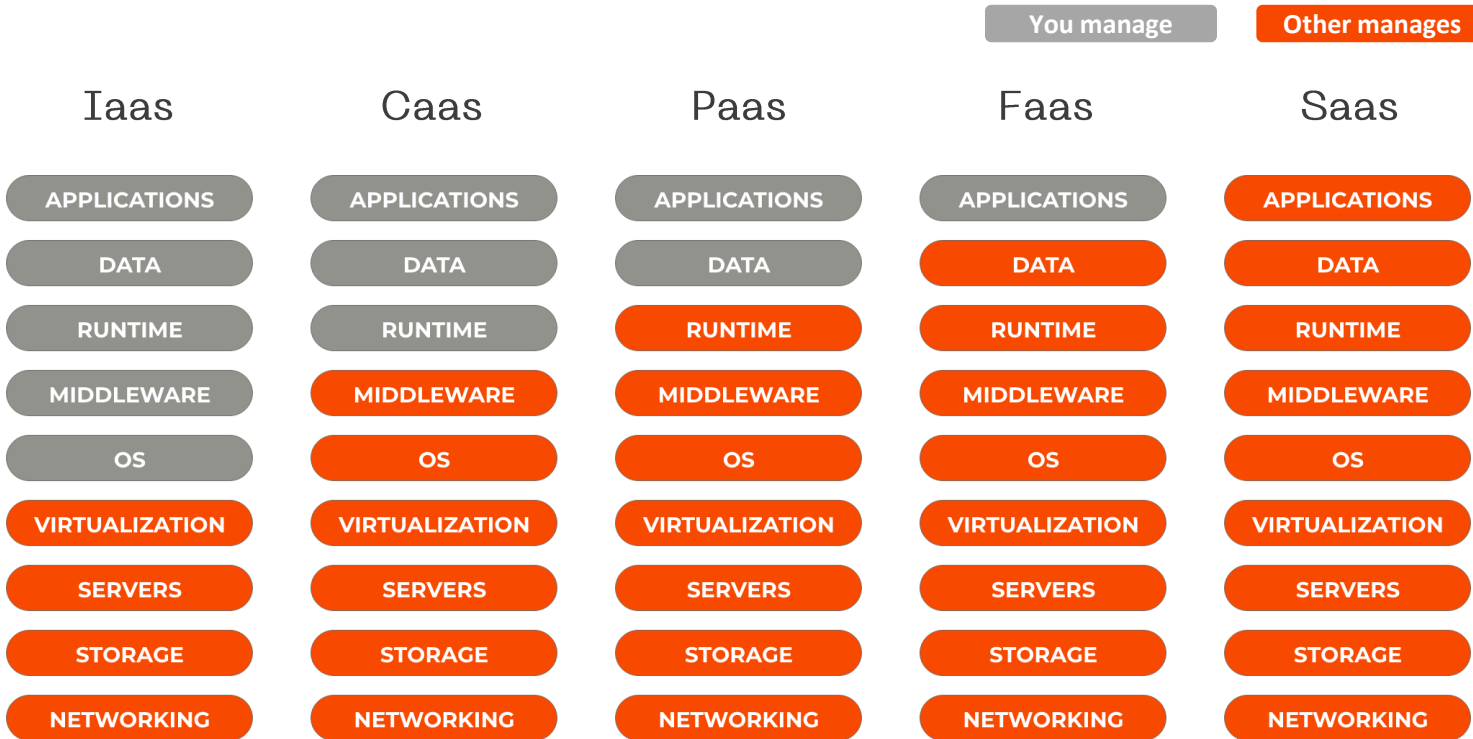 You manage
Other manages
Iaas
Caas
Paas
Faas
Saas
APPLICATIONS
APPLICATIONS
APPLICATIONS
APPLICATIONS
APPLICATIONS
DATA
DATA
DATA
DATA
DATA
RUNTIME
RUNTIME
RUNTIME
RUNTIME
RUNTIME
MIDDLEWARE
MIDDLEWARE
MIDDLEWARE
MIDDLEWARE
MIDDLEWARE
OS
OS
OS
OS
OS
VIRTUALIZATION
VIRTUALIZATION
VIRTUALIZATION
VIRTUALIZATION
VIRTUALIZATION
SERVERS
SERVERS
SERVERS
SERVERS
SERVERS
STORAGE
STORAGE
STORAGE
STORAGE
STORAGE
NETWORKING
NETWORKING
NETWORKING
NETWORKING
NETWORKING